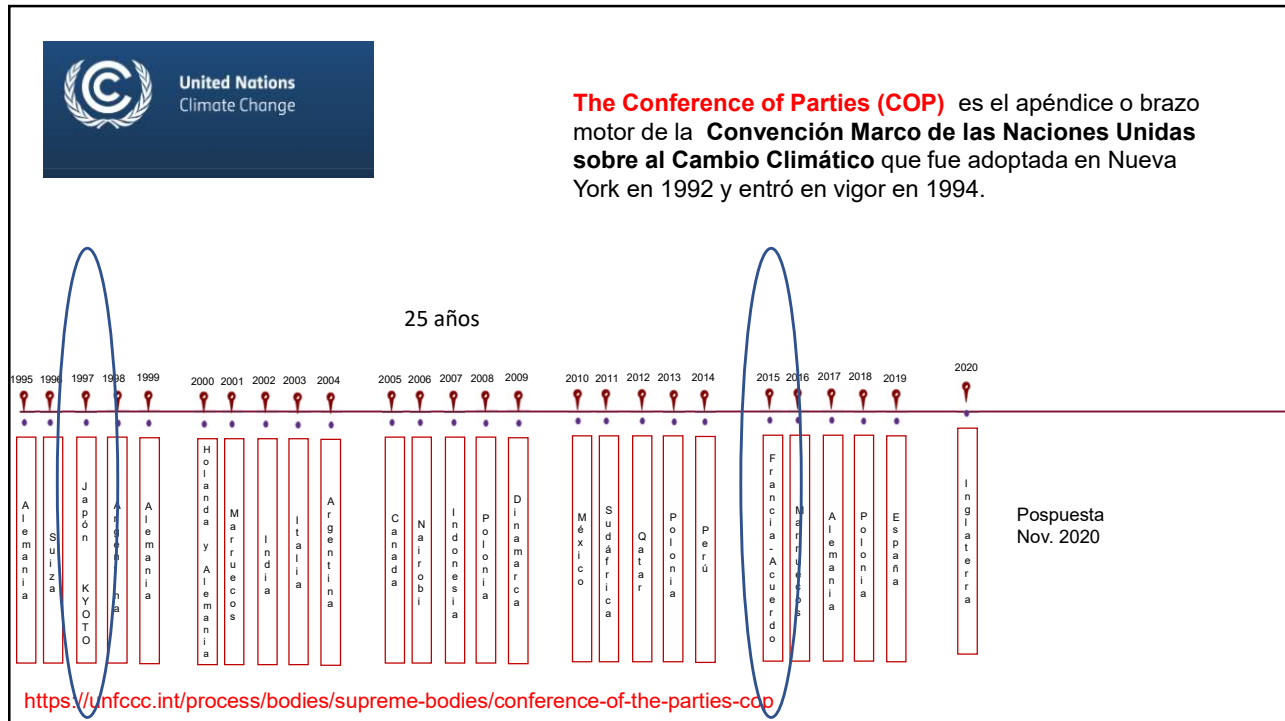 United Nations
Climate Change
The Conference of Parties (COP) es el apéndice o brazo
motor de la Convención Marco de las Naciones Unidas
sobre al Cambio Climático que fue adoptada en Nueva
York en 1992 y entró en vigor en 1994.
25 años
1995 1996 1997 1998 1999 2000 2001 2002 2003 2004 2005 2006 2007 2008 2009 2010 2011 2012 2013 2014 2015 2016 2017 2018 2019 2020
Alemania
Suiza
Japón KYOTO
Argentina
Alemania
Holanda y Alemania
Marruecos
India
Italia
Argentina
Canada
Nairobi
Indonesia
Polonia
Dinamarca
México
Sudáfrica
Qatar
Polonia
Perú
Francia-Acuerdo
Marruecos
Alemania
Polonia
España
Inglaterra
Pospuesta
Nov. 2020
https://unfccc.int/process/bodies/supreme-bodies/conference-of-the-parties-cop